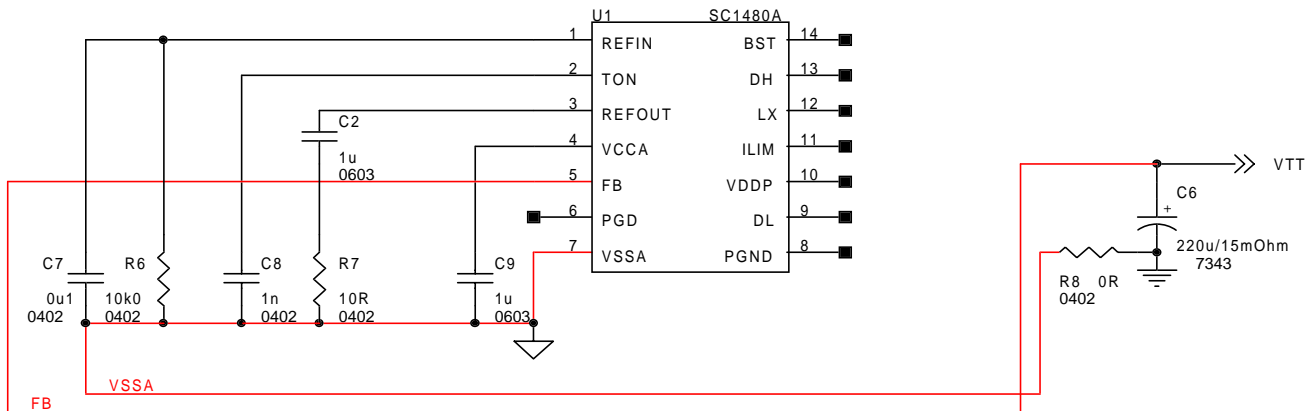 U1 SC1480A
1 REFIN BST 14
2 TON DH 13
3 REFOUT LX 12
C2
1u
0603
4 VCCA ILIM 11
5 FB VDDP 10
6 PGD DL 9
7 VSSA PGND 8
VTT
C6
+
220u/15mOhm
7343
C7 R6 C8 R7 C9
0u1 10k0 1n 10R 1u
0402 0402 0402 0402 0603
R8 0R
0402
VSSA
FB